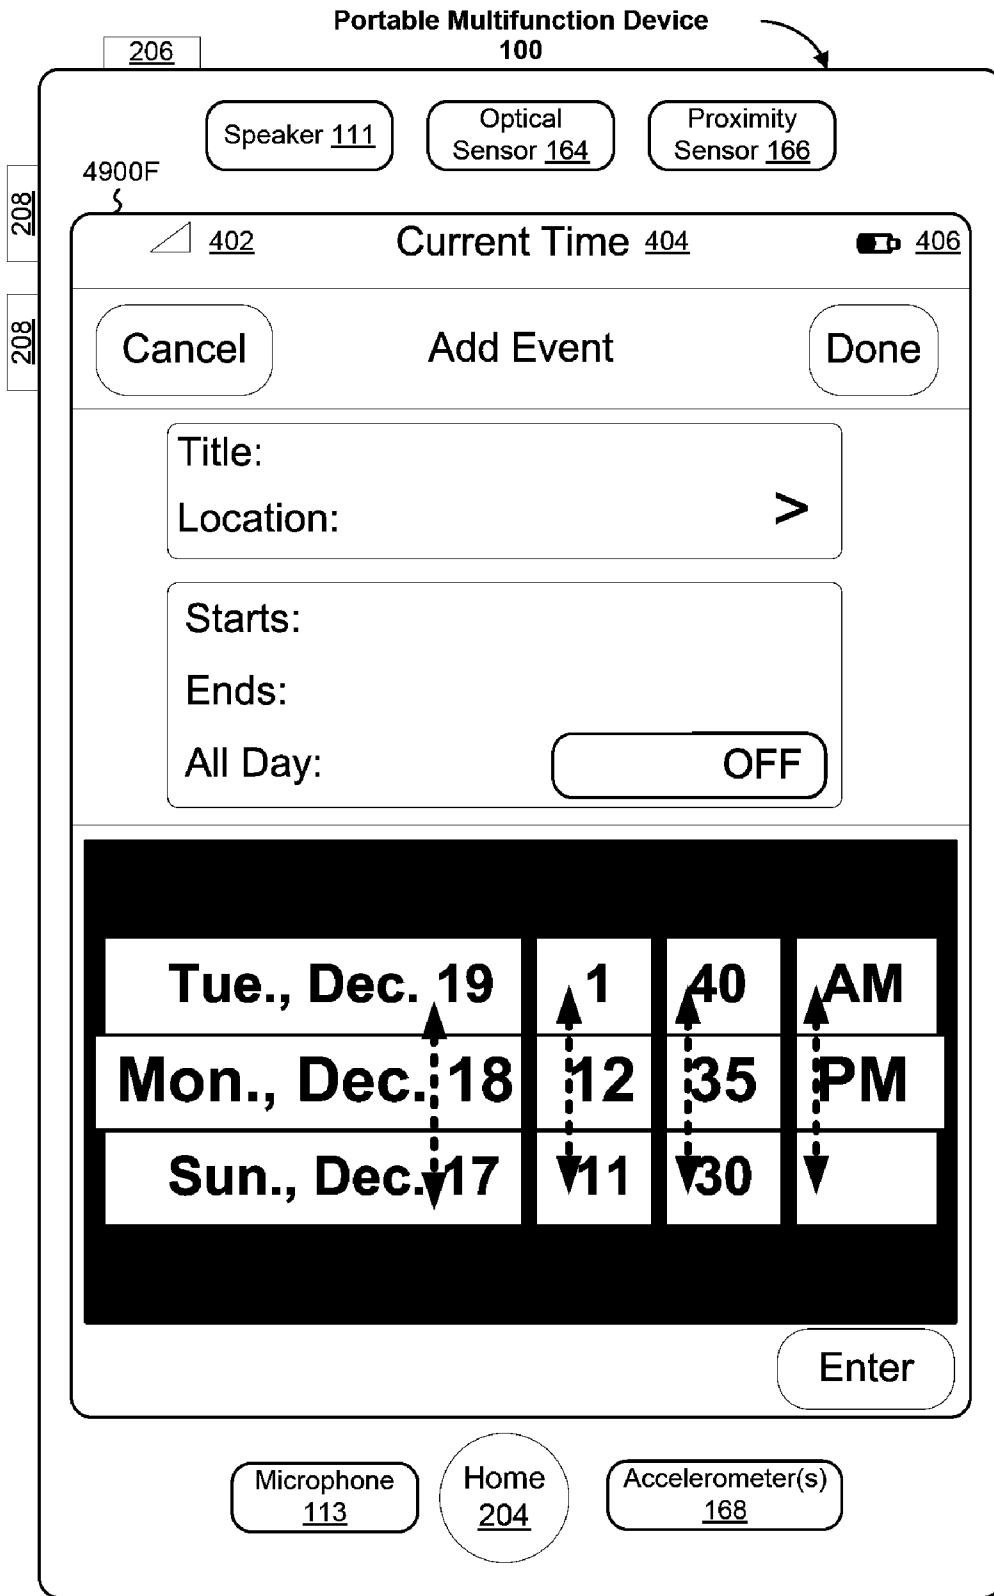 Portable Multifunction Device
100
206
Speaker 111
Optical
Sensor 164
Proximity
Sensor 166
4900F
208
402
Current Time 404
406
208
Cancel
Add Event
Done
Title:
Location:
>
Starts:
Ends:
All Day:
OFF
Tue., Dec. 19 1 40 AM
Mon., Dec. 18 12 35 PM
Sun., Dec. 17 11 30
Enter
Microphone
113
Home
204
Accelerometer(s)
168